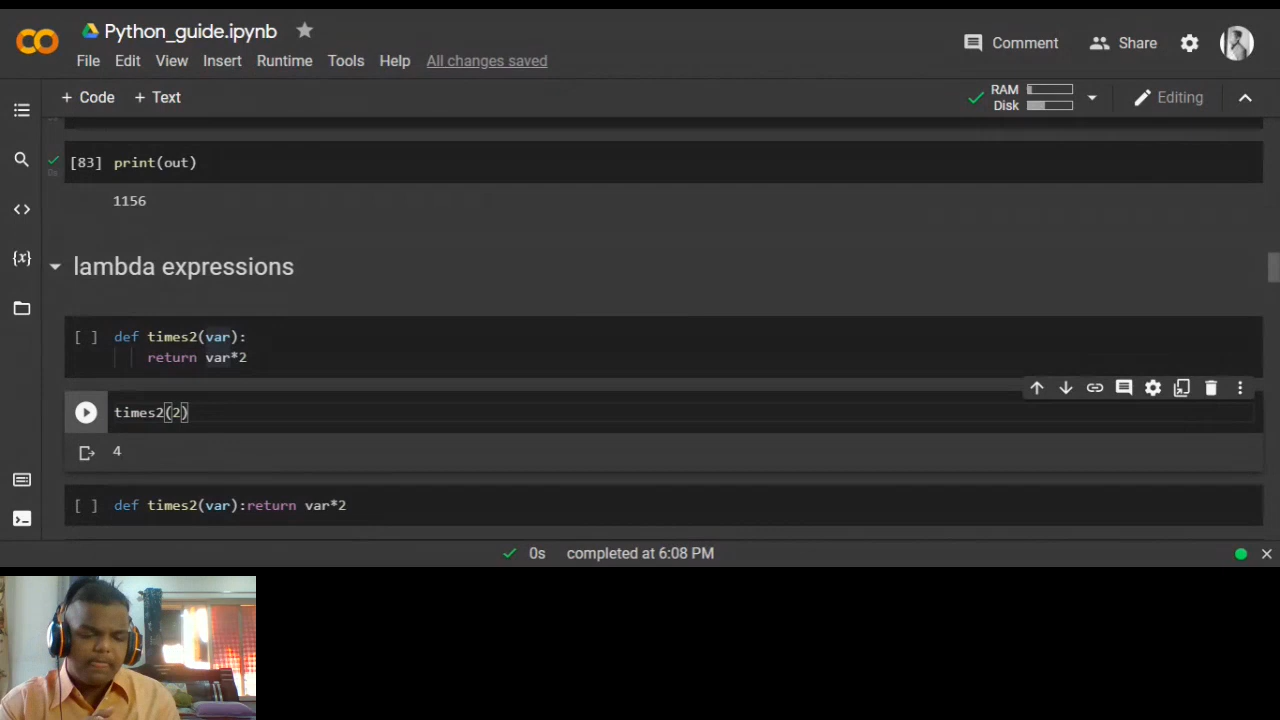 Python_guide.ipynb
File Edit View Insert Runtime Tools Help All changes saved
Comment Share
+ Code + Text
RAM
Disk
Editing
[83] print(out)
0s
1156
lambda expressions
[ ] def times2(var):
return var*2
times2(2)
4
[ ] def times2(var):return var*2
0s completed at 6:08 PM